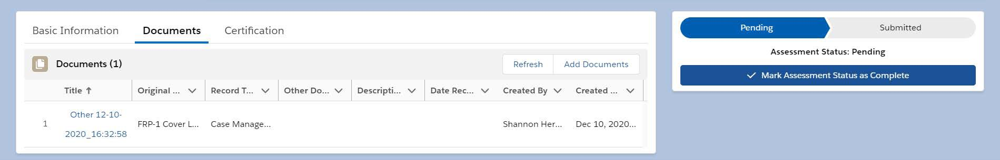 Basic Information Documents Certification
Documents (1) Refresh Add Documents
Title Original ... Record T... Other Do... Descripti... Date Rec... Created By Created ...
1 Other 12-10-
2020_16:32:58 FRP-1 Cover L... Case Manage... Shannon Her... Dec 10, 2020...
Pending Submitted
Assessment Status: Pending
Mark Assessment Status as Complete